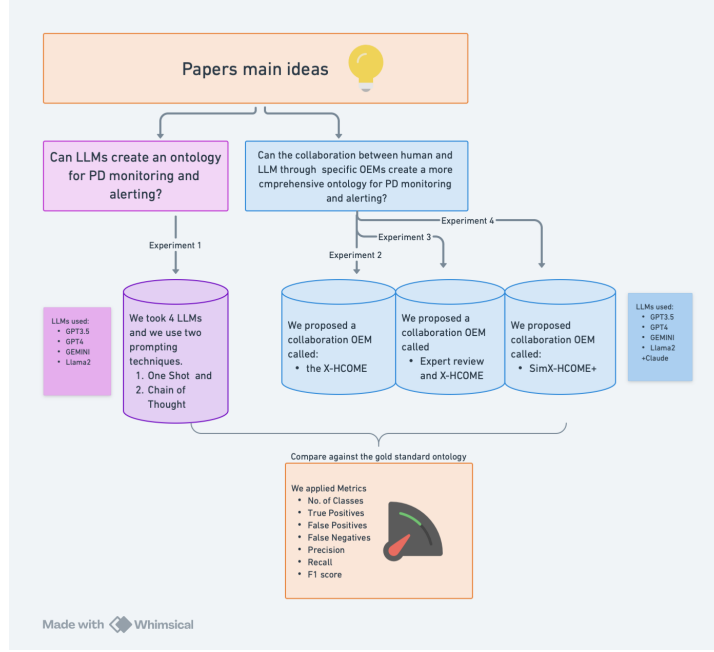 Papers main ideas
Can LLMs create an ontology
for PD monitoring and
alerting?
Can the collaboration between human and
LLM through specific OEMs create a more
cmprehensive ontology for PD monitoring
and alerting?
Experiment 1
Experiment 2
Experiment 3
Experiment 4
LLMs used:
• GPT3.5
• GPT4
• GEMINI
• Llama2
We took 4 LLMs
and we use two
prompting
techniques.
1. One Shot and
2. Chain of
Thought
We proposed a
collaboration OEM
called:
• the X-HCOME
We proposed a
collaboration OEM
called
• Expert review
and X-HCOME
We proposed
collaboration OEM
called:
• SimX-HCOME+
LLMs used:
• GPT3.5
• GPT4
• GEMINI
• Llama2
+Claude
Compare against the gold standard ontology
We applied Metrics
• No. of Classes
• True Positives
• False Positives
• False Negatives
• Precision
• Recall
• F1 score
Made with Whimsical